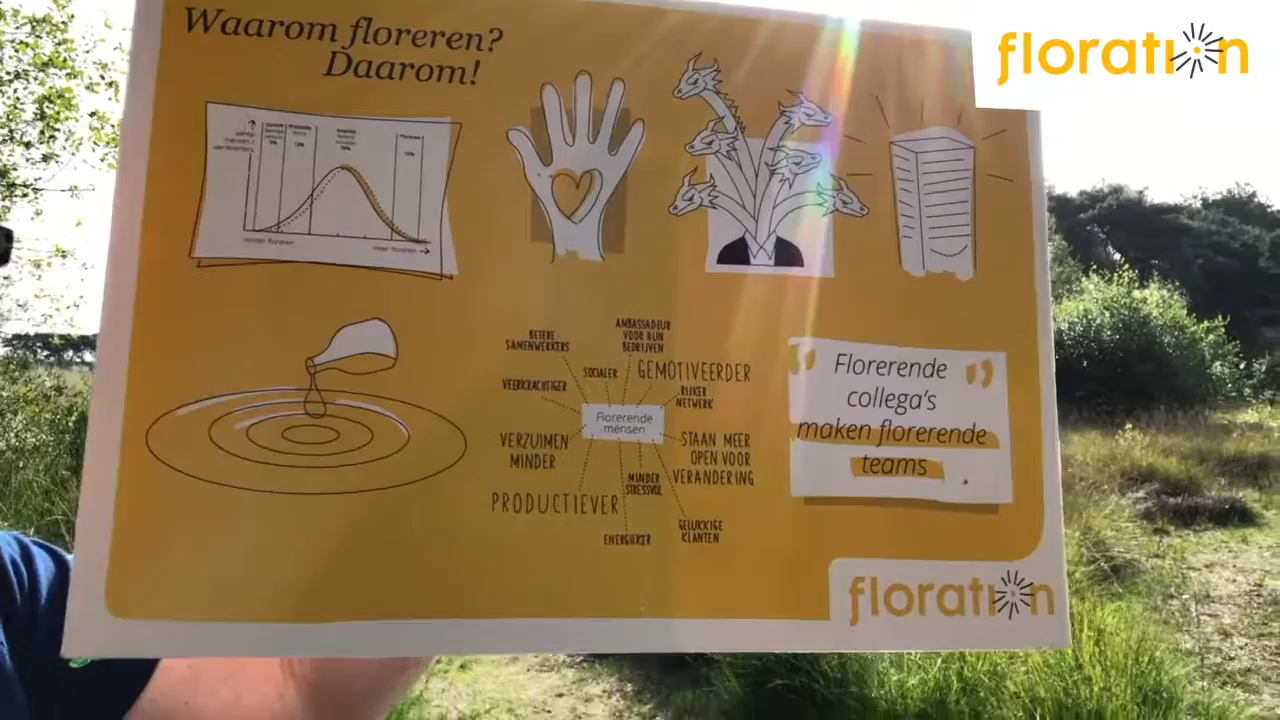 floration
Waarom floreren?
Daarom!
minder floreren
meer floreren
BETERE
SAMENWERKERS
AMBASSADEUR
VOOR HUN
BEDRIJVEN
SOCIALER
GEMOTIVEERDER
VEERKRACHTIGER
RIJKER
NETWERK
Florerende
mensen
VERZUIMEN
MINDER
STAAN MEER
OPEN VOOR
VERANDERING
MINDER
STRESSVOL
PRODUCTIEVER
ENERGIEKER
GELUKKIGE
KLANTEN
Florerende
collega's
maken florerende
teams
floration